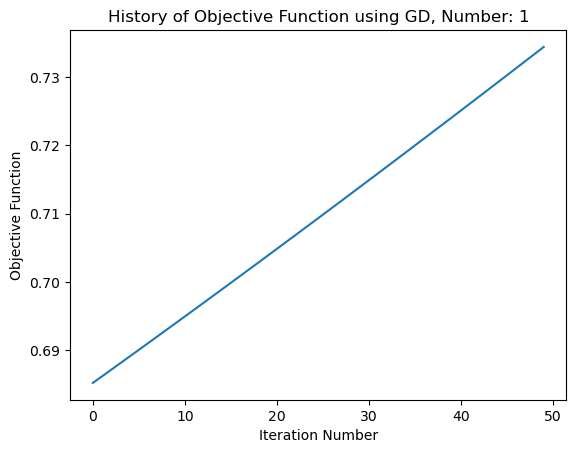 History of Objective Function using GD, Number: 1
Objective Function
0.73
0.72
0.71
0.70
0.69
0 10 20 30 40 50
Iteration Number